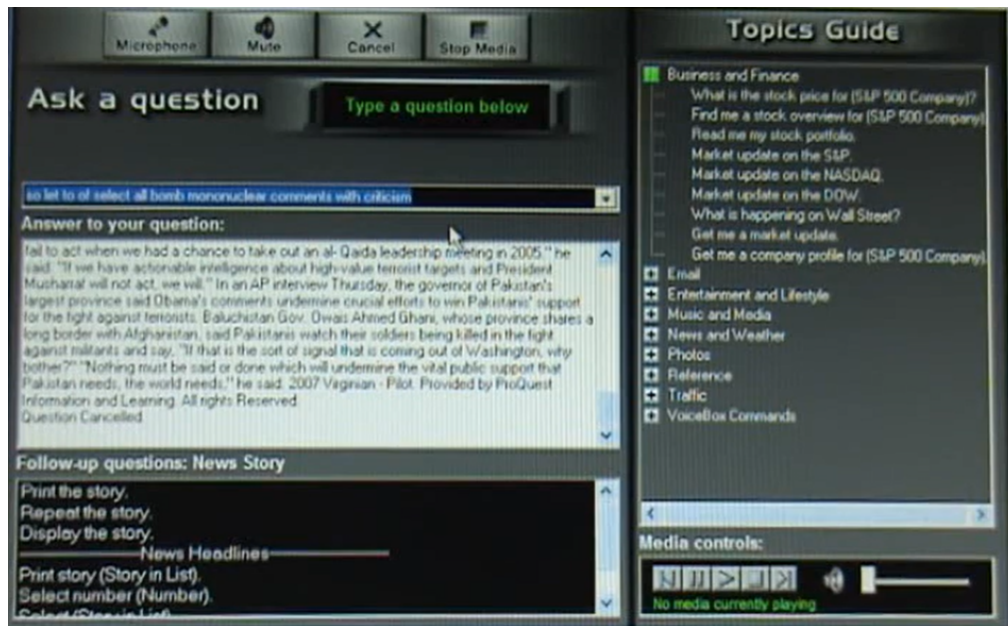 Microphone
Mute
Cancel
Stop Media
Ask a question
Type a question below
so let to of select all bomb mononuclear comments with criticism
Answer to your question:
fail to act when we had a chance to take out an al- Qaida leadership meeting in 2005," he
said. "If we have actionable intelligence about high-value terrorist targets and President
Musharraf will not act, we will." In an AP interview Thursday, the governor of Pakistan's
largest province said Obama's comments undermine crucial efforts to win Pakistanis' support
for the fight against terrorists. Baluchistan Gov. Owais Ahmed Ghani, whose province shares a
long border with Afghanistan, said Pakistanis watch their soldiers being killed in the fight
against militants and say, "If that is the sort of signal that is coming out of Washington, why
bother?" "Nothing must be said or done which will undermine the vital public support that
Pakistan needs, the world needs," he said. 2007 Virginian - Pilot. Provided by ProQuest
Information and Learning. All rights Reserved.
Question Cancelled.
Follow-up questions: News Story
Print the story.
Repeat the story.
Display the story.
News Headlines
Print story (Story in List).
Select number (Number).
Select (Story in List)
Topics Guide
Business and Finance
What is the stock price for (S&P 500 Company)?
Find me a stock overview for (S&P 500 Company)
Read me my stock portfolio.
Market update on the S&P.
Market update on the NASDAQ.
Market update on the DOW.
What is happening on Wall Street?
Get me a market update.
Get me a company profile for (S&P 500 Company)
Email
Entertainment and Lifestyle
Music and Media
News and Weather
Photos
Reference
Traffic
VoiceBox Commands
Media controls:
No media currently playing